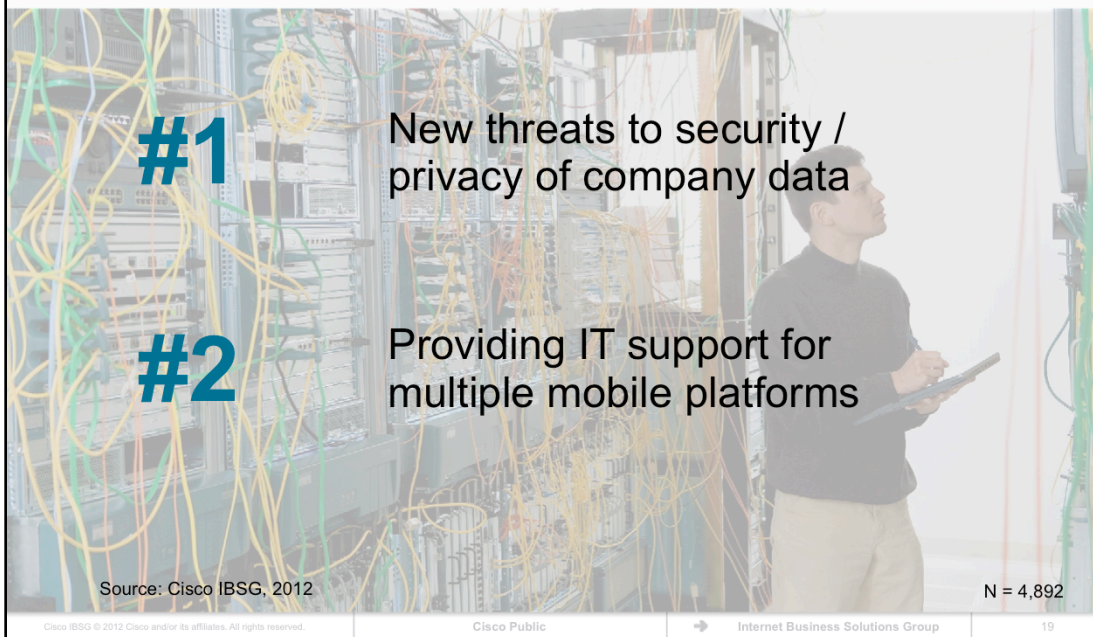 #1
New threats to security /
privacy of company data
#2
Providing IT support for
multiple mobile platforms
Source: Cisco IBSG, 2012
N = 4,892
Cisco IBSG © 2012 Cisco and/or its affiliates. All rights reserved.
Cisco Public
Internet Business Solutions Group
19